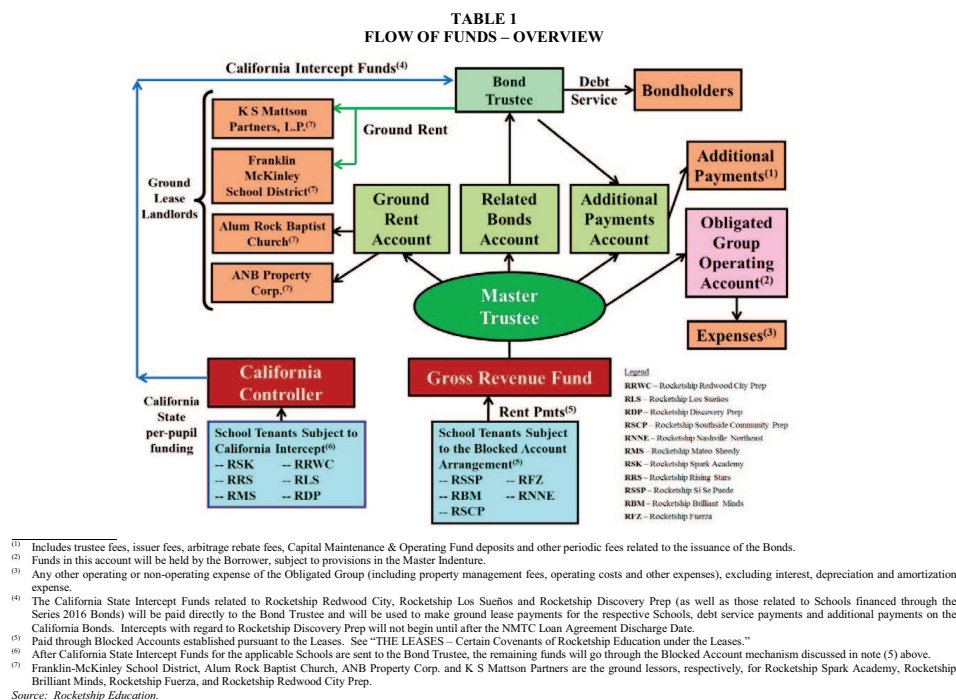 TABLE 1
FLOW OF FUNDS – OVERVIEW
California Intercept Funds(4)
Bond
Trustee
Debt
Service
Bondholders
K S Mattson
Partners, L.P.(7)
Ground Rent
Franklin
McKinley
School District(7)
Ground
Lease
Landlords
Alum Rock Baptist
Church(7)
ANB Property
Corp.(7)
Ground
Rent
Account
Related
Bonds
Account
Additional
Payments
Account
Additional
Payments(1)
Obligated
Group
Operating
Account(2)
Expenses(3)
Master
Trustee
California
Controller
Gross Revenue Fund
California
State
per-pupil
funding
Rent Pmts(5)
School Tenants Subject to
California Intercept(6)
-- RSK -- RRWC
-- RRS -- RLS
-- RMS -- RDP
School Tenants Subject
to the Blocked Account
Arrangement(5)
-- RSSP -- RFZ
-- RBM -- RNNE
-- RSCP
Legend
RRWC – Rocketship Redwood City Prep
RLS – Rocketship Los Sueños
RDP – Rocketship Discovery Prep
RSCP – Rocketship Southside Community Prep
RNNE – Rocketship Nashville Northeast
RMS – Rocketship Mateo Sheedy
RSK – Rocketship Spark Academy
RRS – Rocketship Rising Stars
RSSP – Rocketship Si Se Puede
RBM – Rocketship Brilliant Minds
RFZ – Rocketship Fuerza
(1) Includes trustee fees, issuer fees, arbitrage rebate fees, Capital Maintenance & Operating Fund deposits and other periodic fees related to the issuance of the Bonds.
(2) Funds in this account will be held by the Borrower, subject to provisions in the Master Indenture.
(3) Any other operating or non-operating expense of the Obligated Group (including property management fees, operating costs and other expenses), excluding interest, depreciation and amortization
expense.
(4) The California State Intercept Funds related to Rocketship Redwood City, Rocketship Los Sueños and Rocketship Discovery Prep (as well as those related to Schools financed through the
Series 2016 Bonds) will be paid directly to the Bond Trustee and will be used to make ground lease payments for the respective Schools, debt service payments and additional payments on the
California Bonds. Intercepts with regard to Rocketship Discovery Prep will not begin until after the NMTC Loan Agreement Discharge Date.
(5) Paid through Blocked Accounts established pursuant to the Leases. See “THE LEASES – Certain Covenants of Rocketship Education under the Leases.”
(6) After California State Intercept Funds for the applicable Schools are sent to the Bond Trustee, the remaining funds will go through the Blocked Account mechanism discussed in note (5) above.
(7) Franklin-McKinley School District, Alum Rock Baptist Church, ANB Property Corp. and K S Mattson Partners are the ground lessors, respectively, for Rocketship Spark Academy, Rocketship
Brilliant Minds, Rocketship Fuerza, and Rocketship Redwood City Prep.
Source: Rocketship Education.